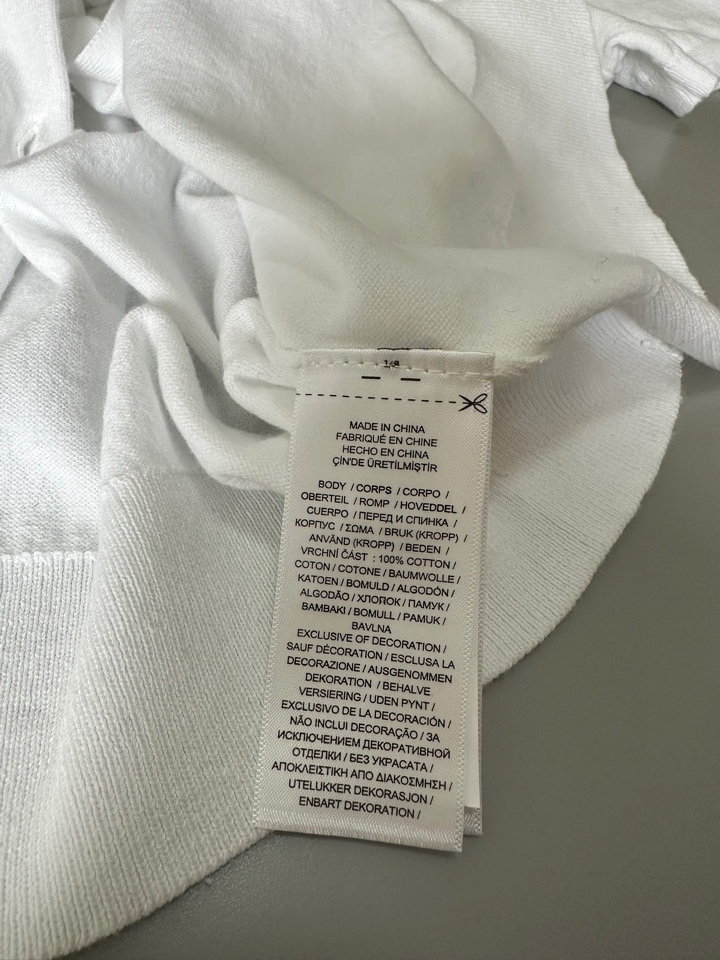 1/8
MADE IN CHINA
FABRIQUÉ EN CHINE
HECHO EN CHINA
ÇİN'DE ÜRETİLMİŞTİR
BODY / CORPS / CORPO /
OBERTEIL / ROMP / HOVEDDEL /
CUERPO / ПЕРЕД И СПИНКА /
КОРПУС / ΣΩΜΑ / BRUK (KROPP) /
ANVÄND (KROPP) / BEDEN /
VRCHNÍ ČÁST : 100% COTTON /
COTON / COTONE / BAUMWOLLE /
KATOEN / BOMULD / ALGODÓN /
ALGODÃO / ХЛОПОК / ПАМУК /
ΒΑΜΒΑΚΙ / BOMULL / PAMUK /
BAVLNA
EXCLUSIVE OF DECORATION /
SAUF DÉCORATION / ESCLUSA LA
DECORAZIONE / AUSGENOMMEN
DEKORATION / BEHALVE
VERSIERING / UDEN PYNT /
EXCLUSIVO DE LA DECORACIÓN /
NÃO INCLUI DECORAÇÃO / ЗА
ИСКЛЮЧЕНИЕМ ДЕКОРАТИВНОЙ
ОТДЕЛКИ / БЕЗ УКРАСАТА /
ΑΠΟΚΛΕΙΣΤΙΚΗ ΑΠΟ ΔΙΑΚΟΣΜΗΣΗ /
UTELUKKER DEKORASJON /
ENBART DEKORATION /